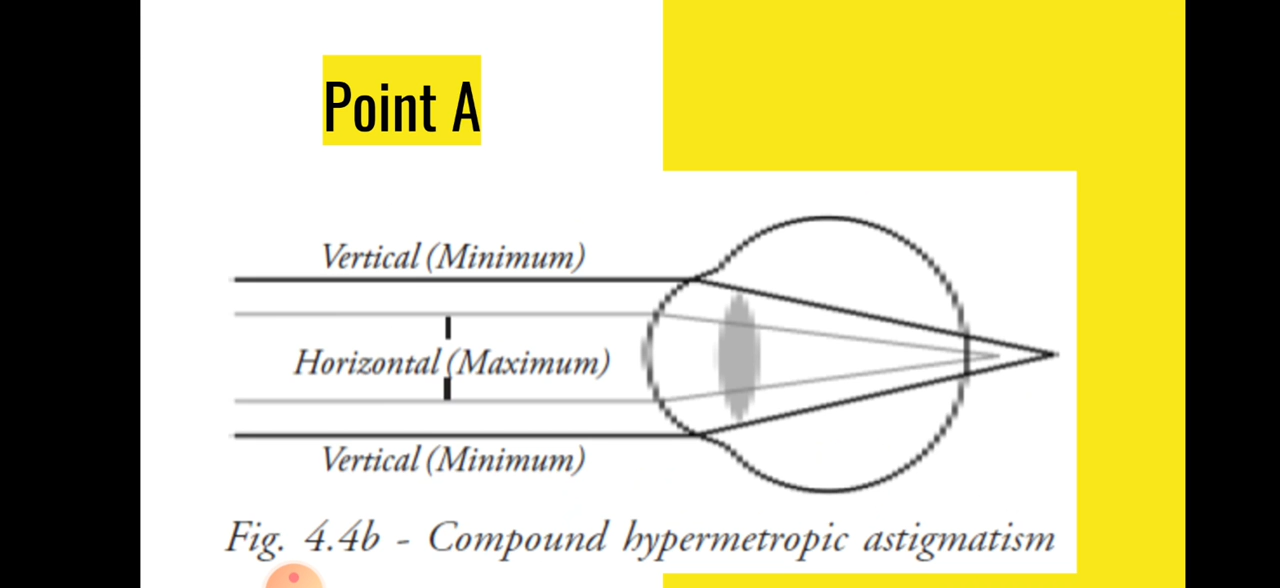 Point A
Vertical (Minimum)
Horizontal (Maximum)
Vertical (Minimum)
Fig. 4.4b - Compound hypermetropic astigmatism